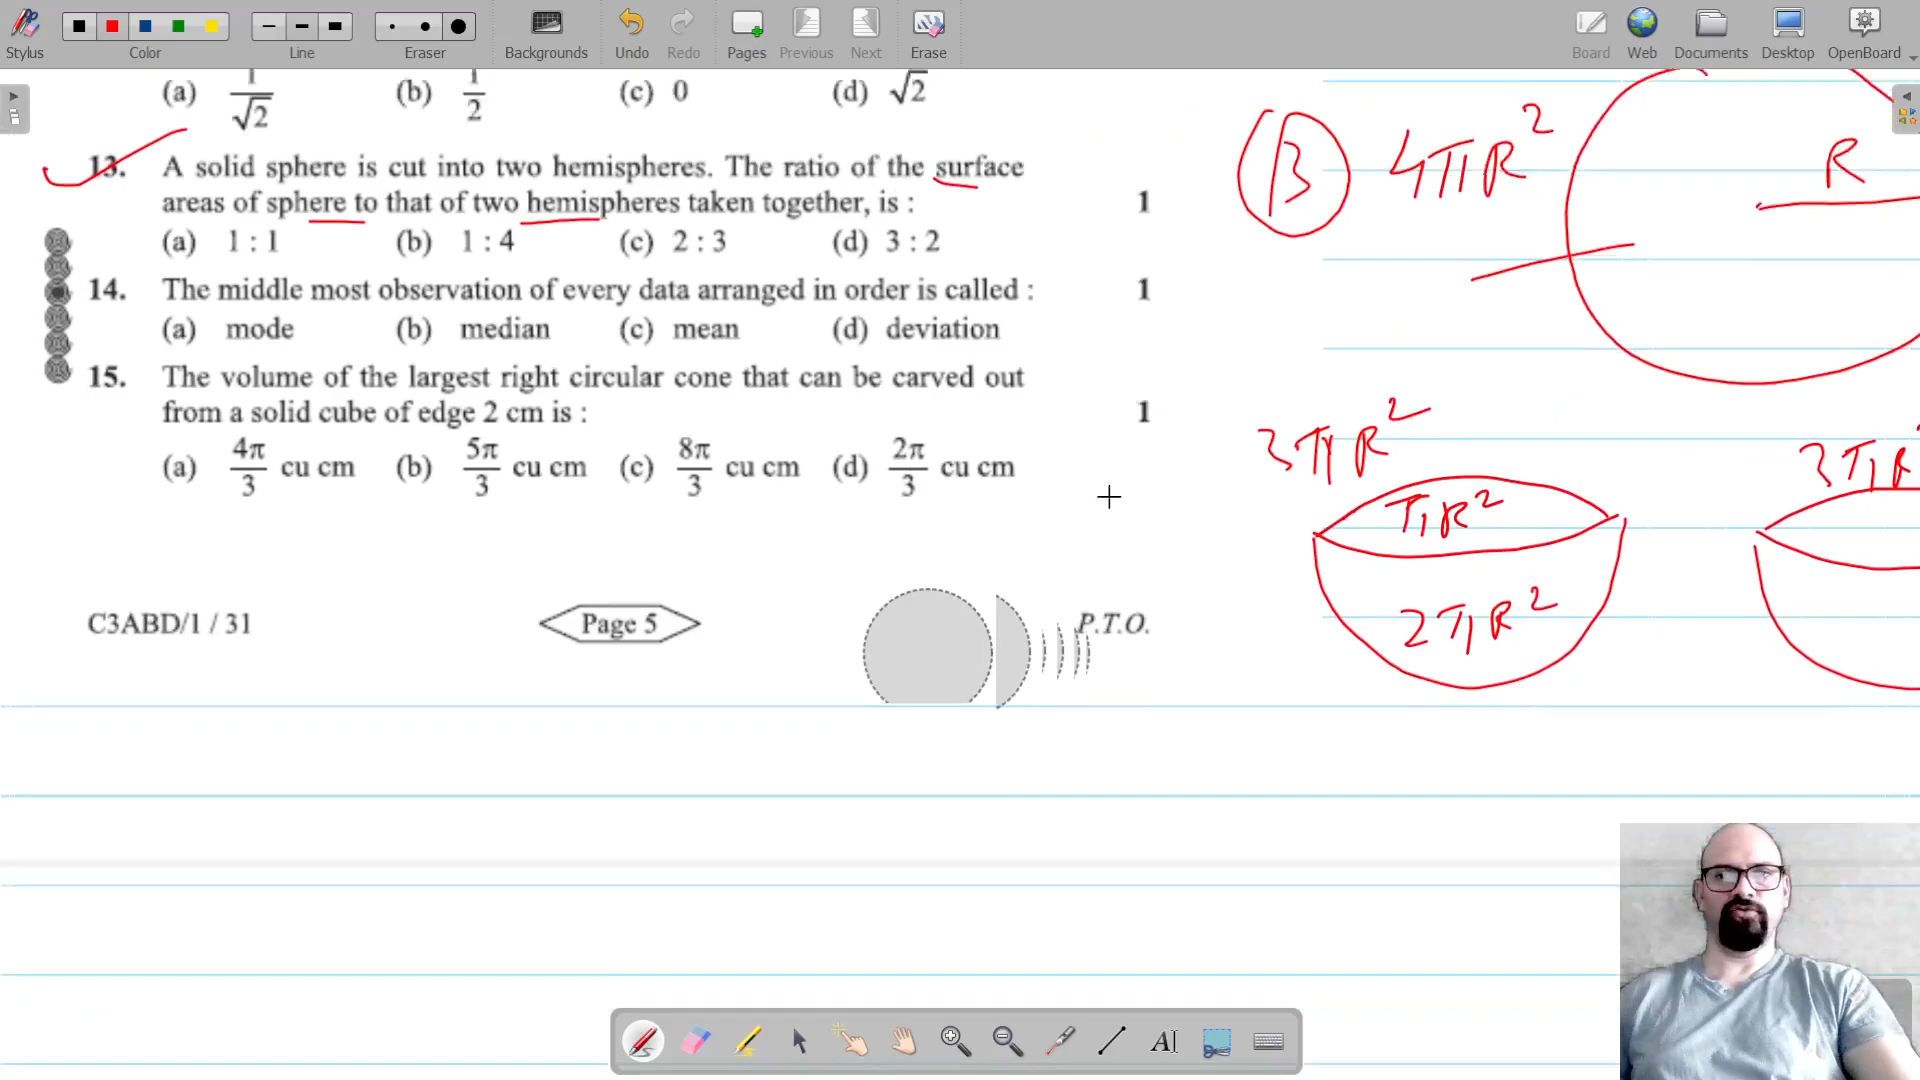 Stylus
Color
Line
Eraser
Backgrounds
Undo
Redo
Pages
Previous
Next
Erase
Board
Web
Documents
Desktop
OpenBoard
(a) 1/√2 (b) 1/2 (c) 0 (d) √2
13. A solid sphere is cut into two hemispheres. The ratio of the surface
areas of sphere to that of two hemispheres taken together, is : 1
(a) 1 : 1 (b) 1 : 4 (c) 2 : 3 (d) 3 : 2
14. The middle most observation of every data arranged in order is called : 1
(a) mode (b) median (c) mean (d) deviation
15. The volume of the largest right circular cone that can be carved out
from a solid cube of edge 2 cm is : 1
(a) 4π/3 cu cm (b) 5π/3 cu cm (c) 8π/3 cu cm (d) 2π/3 cu cm
C3ABD/1 / 31
Page 5
P.T.O.
13
4πR²
R
3πR²
πR²
2πR²
3πR²
AI